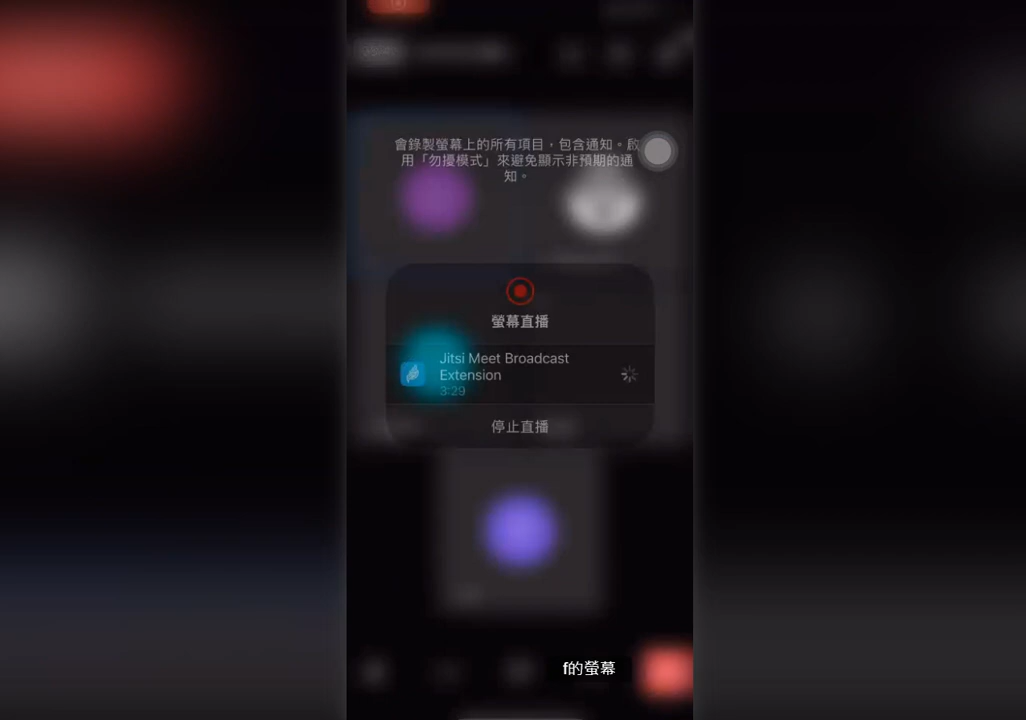 會錄製螢幕上的所有項目，包含通知。啟
用「勿擾模式」來避免顯示非預期的通
知。
螢幕直播
Jitsi Meet Broadcast
Extension
3:29
停止直播
f的螢幕